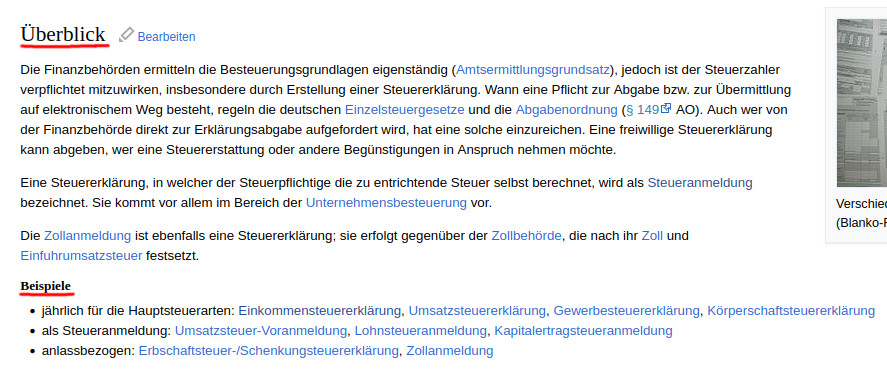 Überblick Bearbeiten
Die Finanzbehörden ermitteln die Besteuerungsgrundlagen eigenständig (Amtsermittlungsgrundsatz), jedoch ist der Steuerzahler
verpflichtet mitzuwirken, insbesondere durch Erstellung einer Steuererklärung. Wann eine Pflicht zur Abgabe bzw. zur Übermittlung
auf elektronischem Weg besteht, regeln die deutschen Einzelsteuergesetze und die Abgabenordnung (§ 149 AO). Auch wer von
der Finanzbehörde direkt zur Erklärungsabgabe aufgefordert wird, hat eine solche einzureichen. Eine freiwillige Steuererklärung
kann abgeben, wer eine Steuererstattung oder andere Begünstigungen in Anspruch nehmen möchte.
Eine Steuererklärung, in welcher der Steuerpflichtige die zu entrichtende Steuer selbst berechnet, wird als Steueranmeldung
bezeichnet. Sie kommt vor allem im Bereich der Unternehmensbesteuerung vor.
Die Zollanmeldung ist ebenfalls eine Steuererklärung; sie erfolgt gegenüber der Zollbehörde, die nach ihr Zoll und
Einfuhrumsatzsteuer festsetzt.
Beispiele
• jährlich für die Hauptsteuerarten: Einkommensteuererklärung, Umsatzsteuererklärung, Gewerbesteuererklärung, Körperschaftsteuererklärung
• als Steueranmeldung: Umsatzsteuer-Voranmeldung, Lohnsteueranmeldung, Kapitalertragsteueranmeldung
• anlassbezogen: Erbschaftsteuer-/Schenkungsteuererklärung, Zollanmeldung
Verschied
(Blanko-F